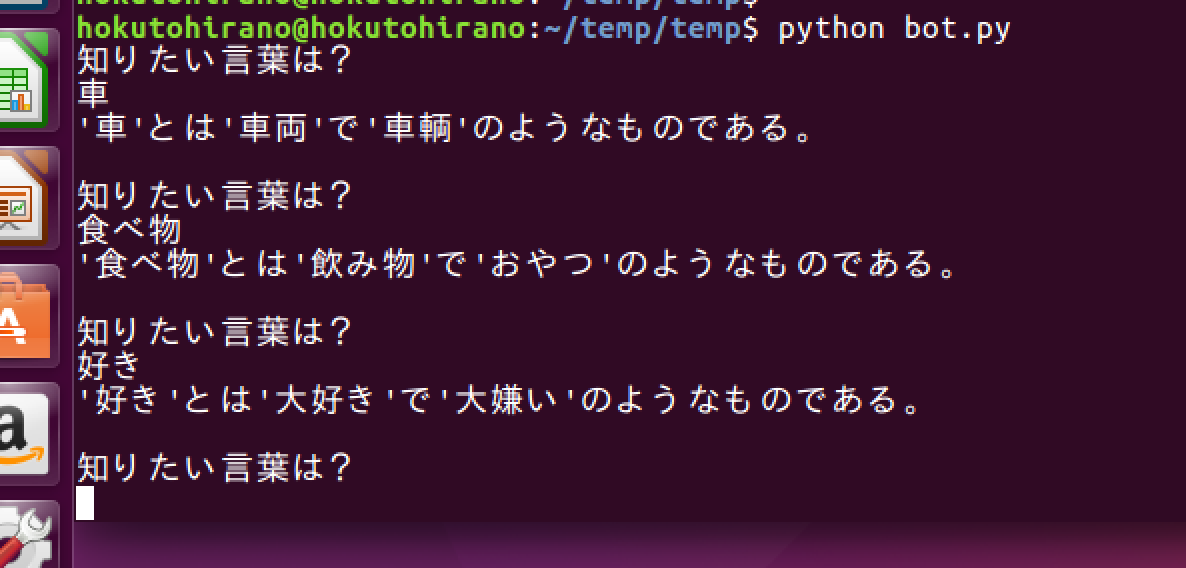 hokutohirano@hokutohirano:~/temp/temp$
hokutohirano@hokutohirano:~/temp/temp$ python bot.py
知りたい言葉は？
車
'車'とは'車両'で'車輌'のようなものである。
知りたい言葉は？
食べ物
'食べ物'とは'飲み物'で'おやつ'のようなものである。
知りたい言葉は？
好き
'好き'とは'大好き'で'大嫌い'のようなものである。
知りたい言葉は？